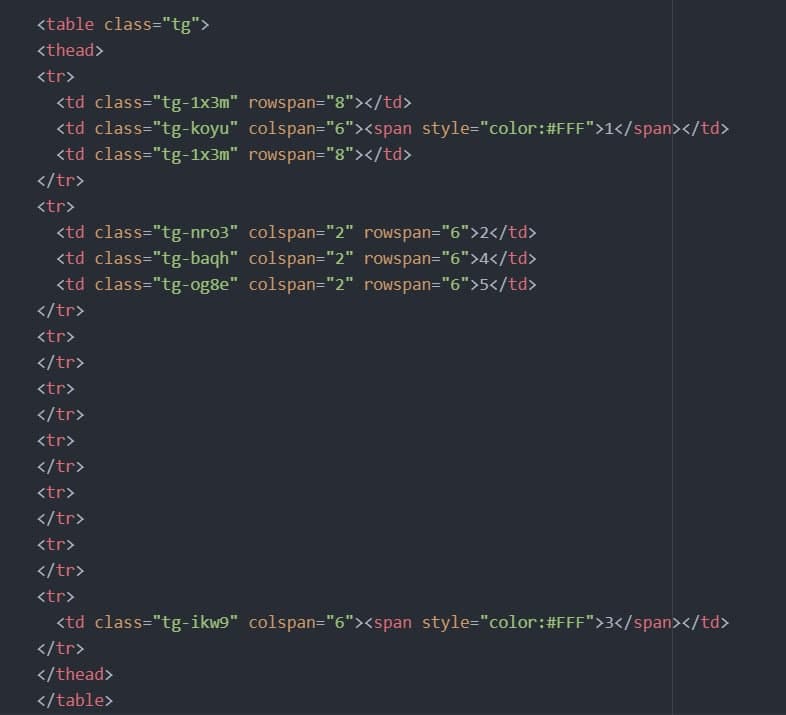 <table class="tg">
<thead>
<tr>
<td class="tg-1x3m" rowspan="8"></td>
<td class="tg-koyu" colspan="6"><span style="color:#FFF">1</span></td>
<td class="tg-1x3m" rowspan="8"></td>
</tr>
<tr>
<td class="tg-nro3" colspan="2" rowspan="6">2</td>
<td class="tg-baqh" colspan="2" rowspan="6">4</td>
<td class="tg-og8e" colspan="2" rowspan="6">5</td>
</tr>
<tr>
</tr>
<tr>
</tr>
<tr>
</tr>
<tr>
</tr>
<tr>
</tr>
<tr>
<td class="tg-ikw9" colspan="6"><span style="color:#FFF">3</span></td>
</tr>
</thead>
</table>